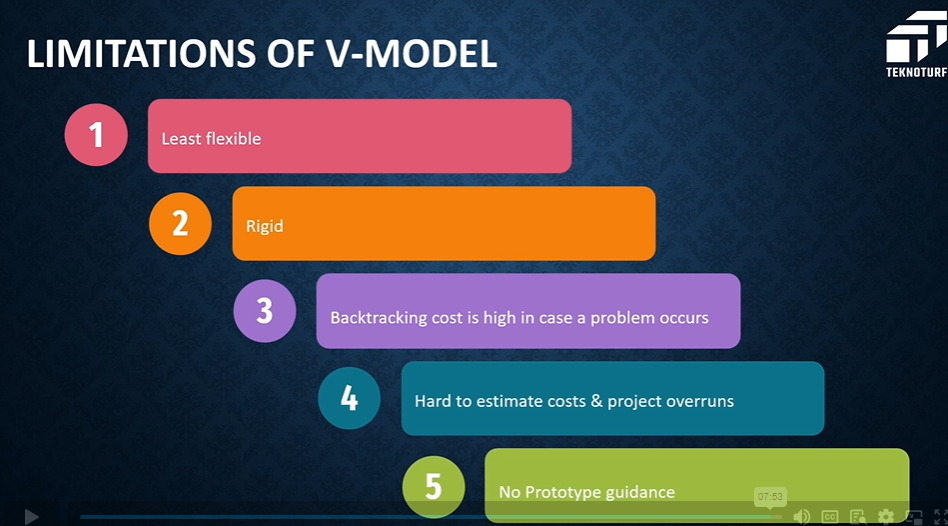 LIMITATIONS OF V-MODEL
TEKNOTURF
1
Least flexible
2
Rigid
3
Backtracking cost is high in case a problem occurs
4
Hard to estimate costs & project overruns
5
No Prototype guidance
07:53
CC